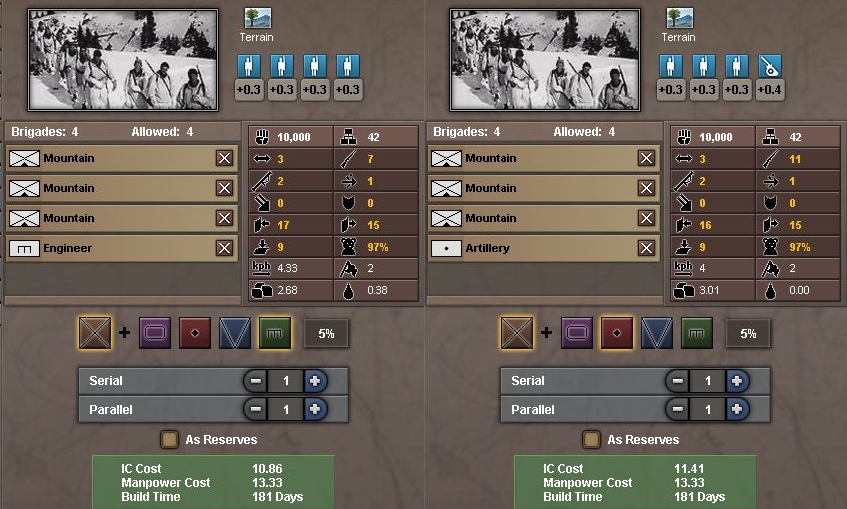 Terrain
+0.3 +0.3 +0.3 +0.3
Brigades: 4 Allowed: 4
Mountain
Mountain
Mountain
Engineer
10,000 42
3 7
2 1
0 0
17 15
9 97%
kph 4.33 2
2.68 0.38
+ 5%
Serial 1
Parallel 1
As Reserves
IC Cost 10.86
Manpower Cost 13.33
Build Time 181 Days
Terrain
+0.3 +0.3 +0.3 +0.4
Brigades: 4 Allowed: 4
Mountain
Mountain
Mountain
Artillery
10,000 42
3 11
2 1
0 0
16 15
9 97%
kph 4 2
3.01 0.00
+ 5%
Serial 1
Parallel 1
As Reserves
IC Cost 11.41
Manpower Cost 13.33
Build Time 181 Days